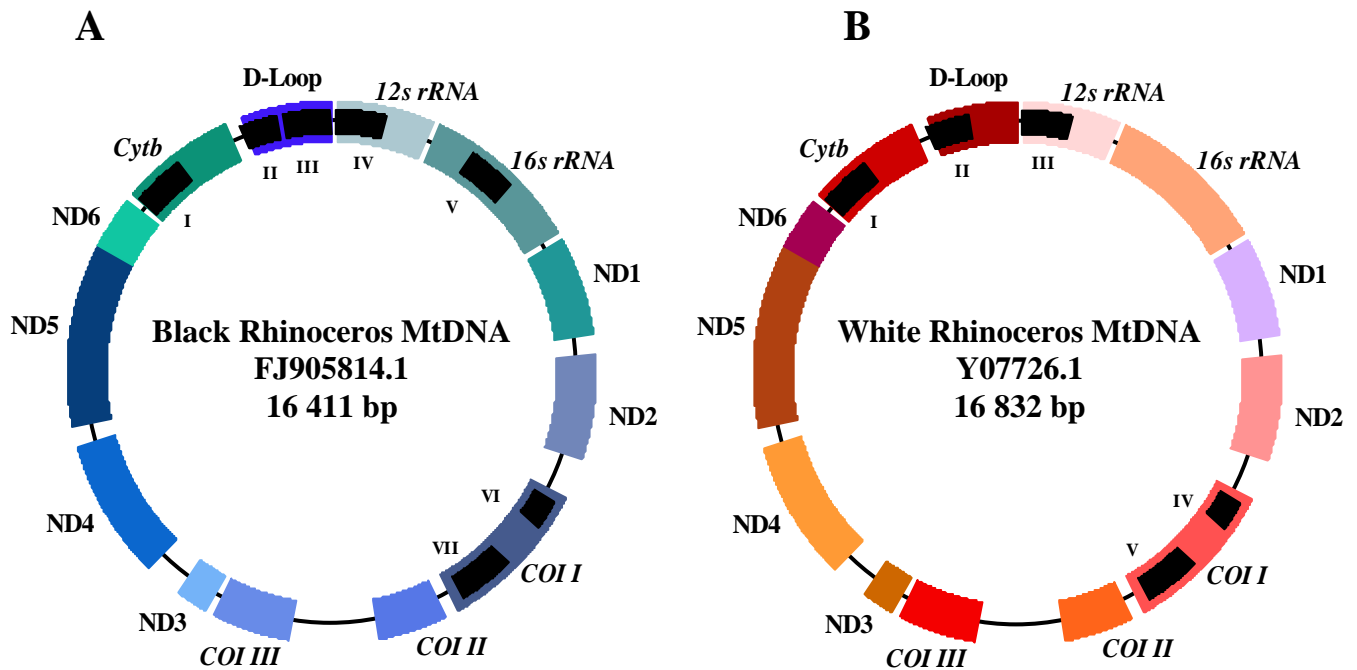 A
D-Loop
12s rRNA
Cytb
16s rRNA
II
III
IV
V
I
ND6
ND1
ND5
Black Rhinoceros MtDNA
FJ905814.1
16 411 bp
ND2
VI
ND4
VII
COI I
ND3
COI II
COI III
B
D-Loop
12s rRNA
Cytb
16s rRNA
II
III
I
ND6
ND1
ND5
White Rhinoceros MtDNA
Y07726.1
16 832 bp
ND2
IV
ND4
V
COI I
ND3
COI II
COI III